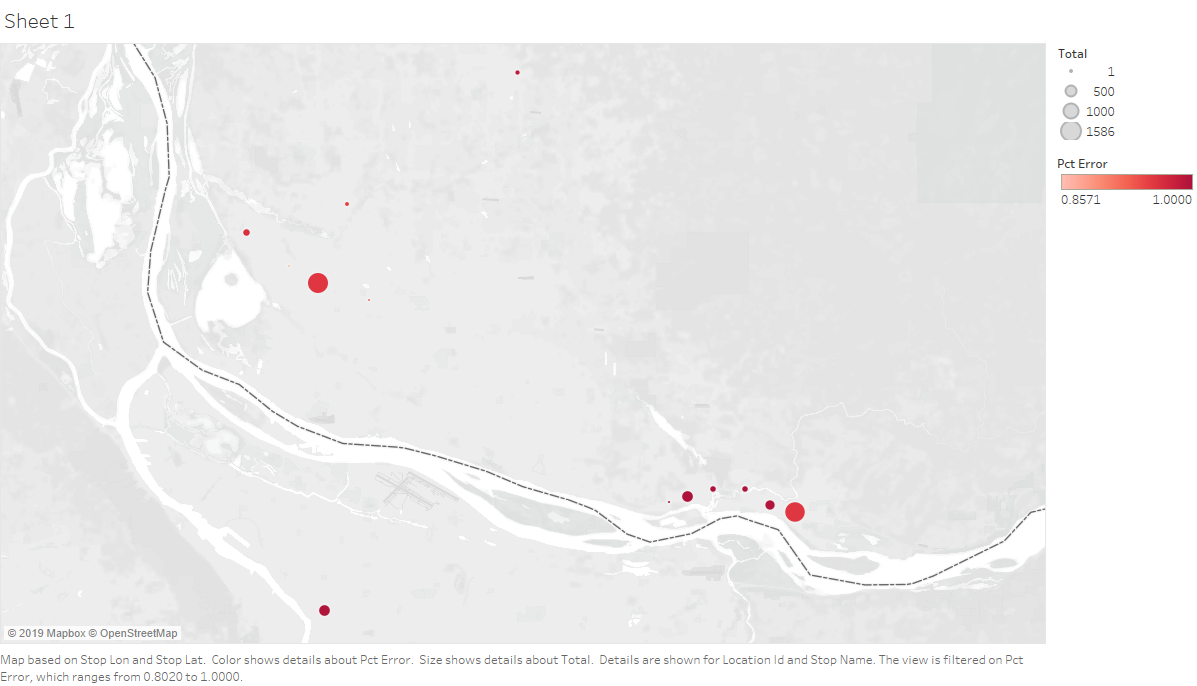 Sheet 1
Total
1
500
1000
1586
Pct Error
0.8571 1.0000
© 2019 Mapbox © OpenStreetMap
Map based on Stop Lon and Stop Lat. Color shows details about Pct Error. Size shows details about Total. Details are shown for Location Id and Stop Name. The view is filtered on Pct
Error, which ranges from 0.8020 to 1.0000.